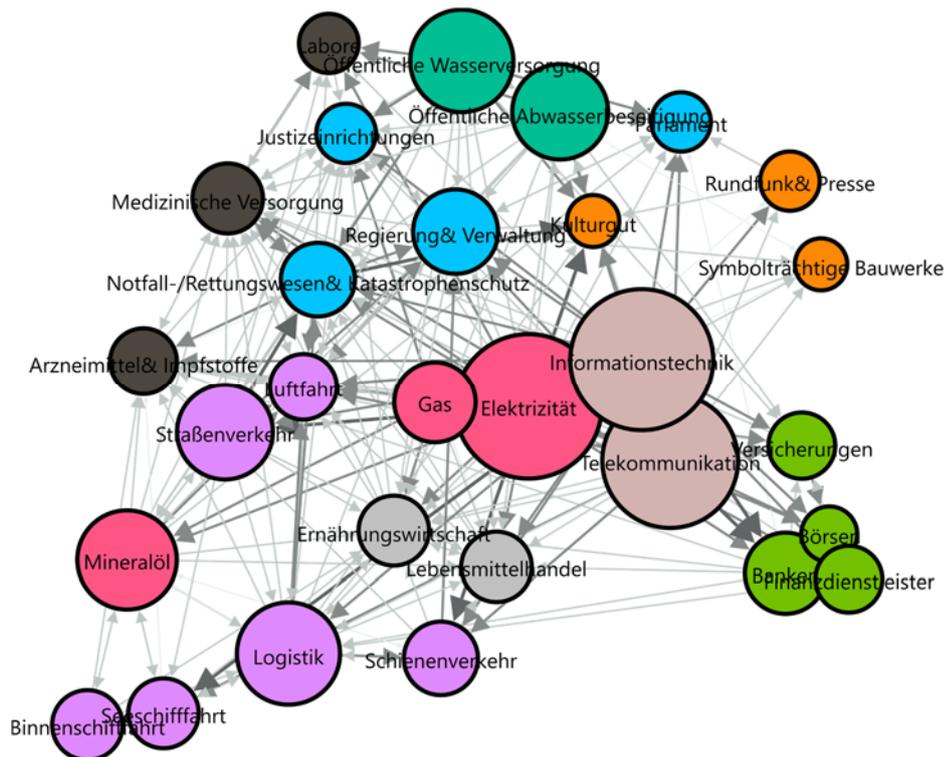 Labore
Öffentliche Wasserversorgung
Öffentliche Abwasserbeseitigung
Parlament
Justizeinrichtungen
Rundfunk& Presse
Medizinische Versorgung
Kulturgut
Regierung& Verwaltung
Symbolträchtige Bauwerke
Notfall-/Rettungswesen& Katastrophenschutz
Informationstechnik
Arzneimittel& Impfstoffe
Luftfahrt
Gas
Elektrizität
Straßenverkehr
Versicherungen
Telekommunikation
Ernährungswirtschaft
Börsen
Mineralöl
Lebensmittelhandel
Banken
Finanzdienstleister
Logistik
Schienenverkehr
Seeschifffahrt
Binnenschifffahrt